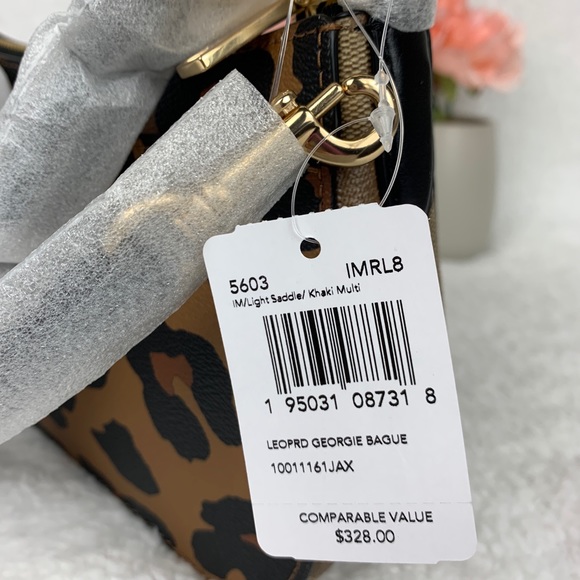 5603 IMRL8
IM/Light Saddle/ Khaki Multi
1 95031 08731 8
LEOPRD GEORGIE BAGUE
10011161JAX
COMPARABLE VALUE
$328.00